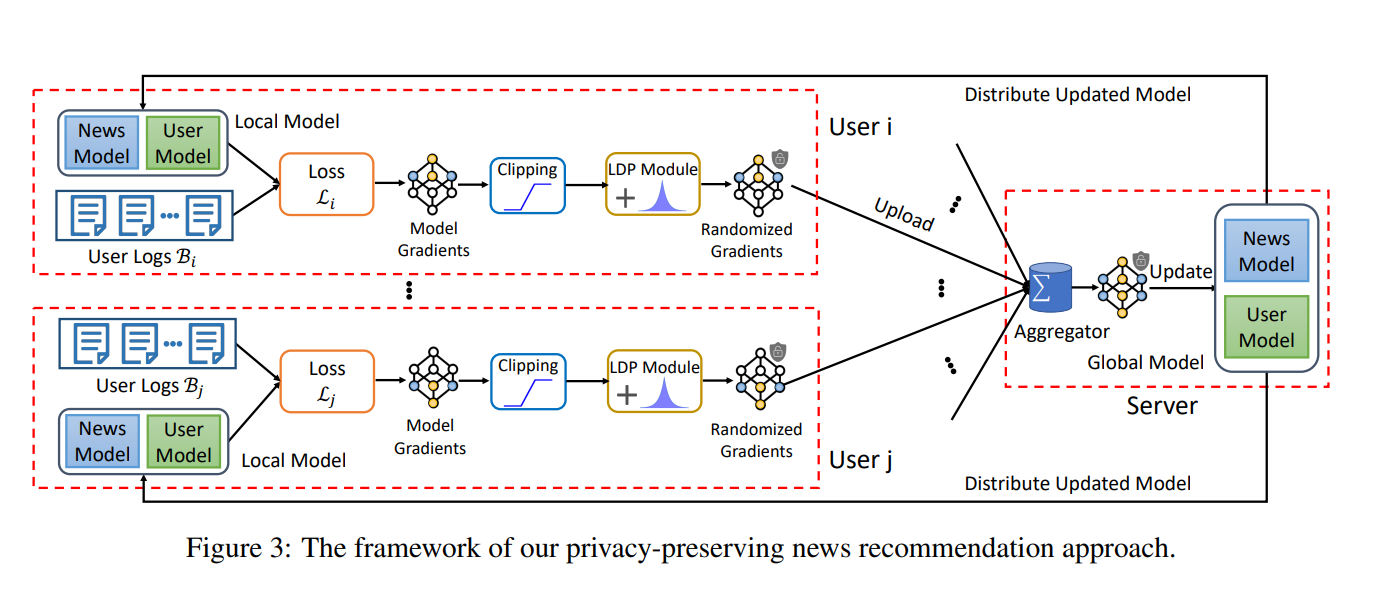 Distribute Updated Model
News
Model
User
Model
Local Model
User Logs ℬ𝑖
Loss
ℒ𝑖
Model
Gradients
Clipping
LDP Module
+
Randomized
Gradients
User i
Upload
User Logs ℬ𝑗
News
Model
User
Model
Local Model
Loss
ℒ𝑗
Model
Gradients
Clipping
LDP Module
+
Randomized
Gradients
User j
Σ
Aggregator
Update
Global Model
News
Model
User
Model
Server
Distribute Updated Model
Figure 3: The framework of our privacy-preserving news recommendation approach.